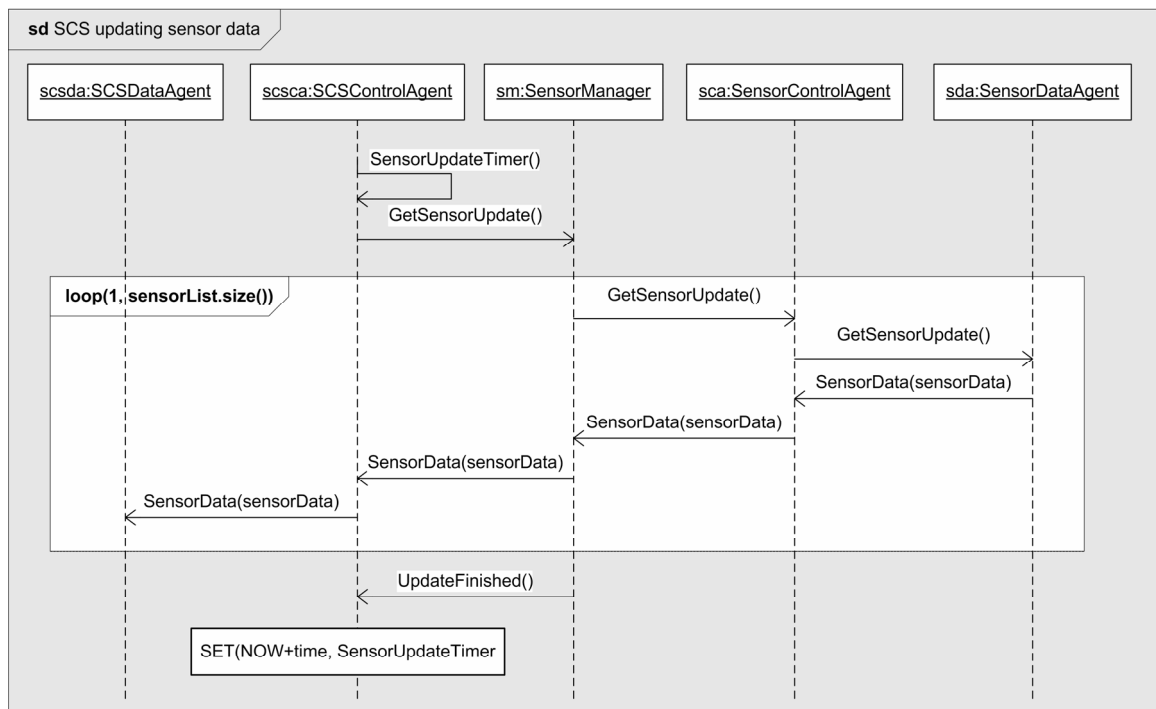 sd SCS updating sensor data
scsda:SCSDataAgent
scsca:SCSControlAgent
sm:SensorManager
sca:SensorControlAgent
sda:SensorDataAgent
SensorUpdateTimer()
GetSensorUpdate()
loop(1, sensorList.size())
GetSensorUpdate()
GetSensorUpdate()
SensorData(sensorData)
SensorData(sensorData)
SensorData(sensorData)
SensorData(sensorData)
UpdateFinished()
SET(NOW+time, SensorUpdateTimer